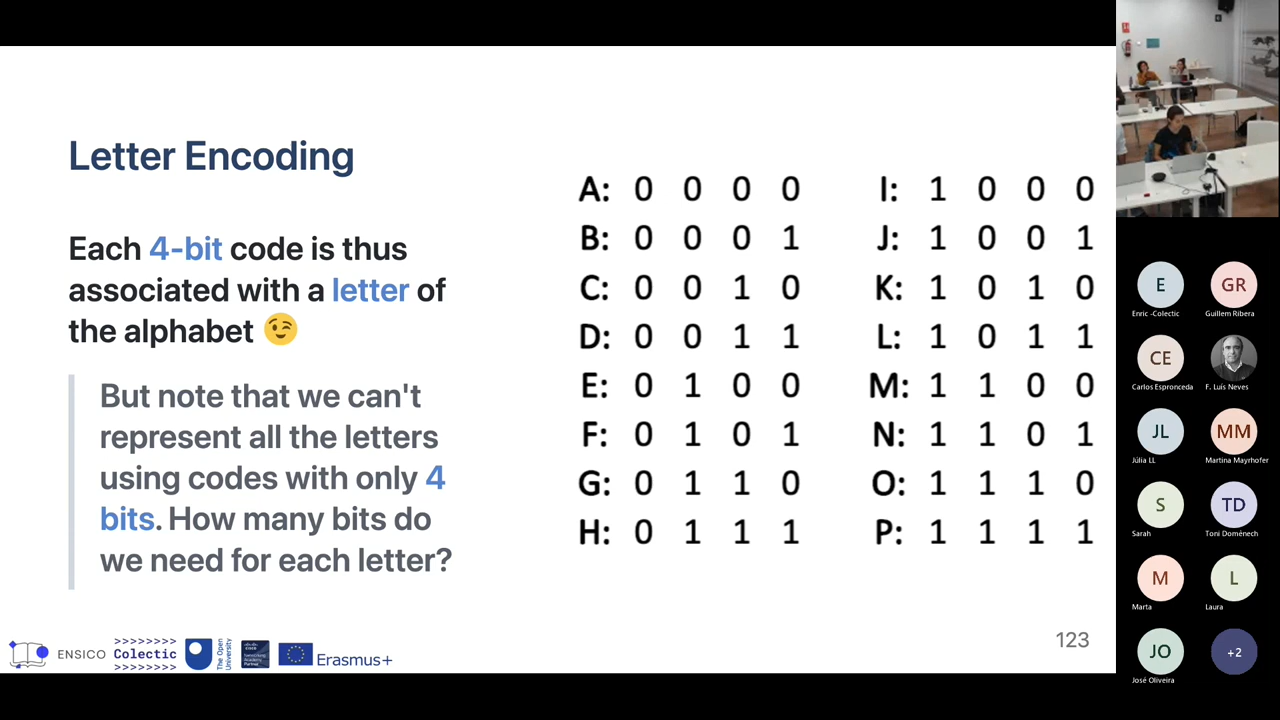 Letter Encoding
Each 4-bit code is thus
associated with a letter of
the alphabet 😉
But note that we can't
represent all the letters
using codes with only 4
bits. How many bits do
we need for each letter?
A: 0 0 0 0
B: 0 0 0 1
C: 0 0 1 0
D: 0 0 1 1
E: 0 1 0 0
F: 0 1 0 1
G: 0 1 1 0
H: 0 1 1 1
I: 1 0 0 0
J: 1 0 0 1
K: 1 0 1 0
L: 1 0 1 1
M: 1 1 0 0
N: 1 1 0 1
O: 1 1 1 0
P: 1 1 1 1
ENSICO
>>>>>>>>
Colectic
>>>>>>>>
The Open
University
Erasmus+
123
E
Enric -Colectic
GR
Guillem Ribera
CE
Carlos Espronceda
F. Luís Neves
JL
Júlia LL
MM
Martina Mayrhofer
S
Sarah
TD
Toni Domènech
M
Marta
L
Laura
JO
José Oliveira
+2